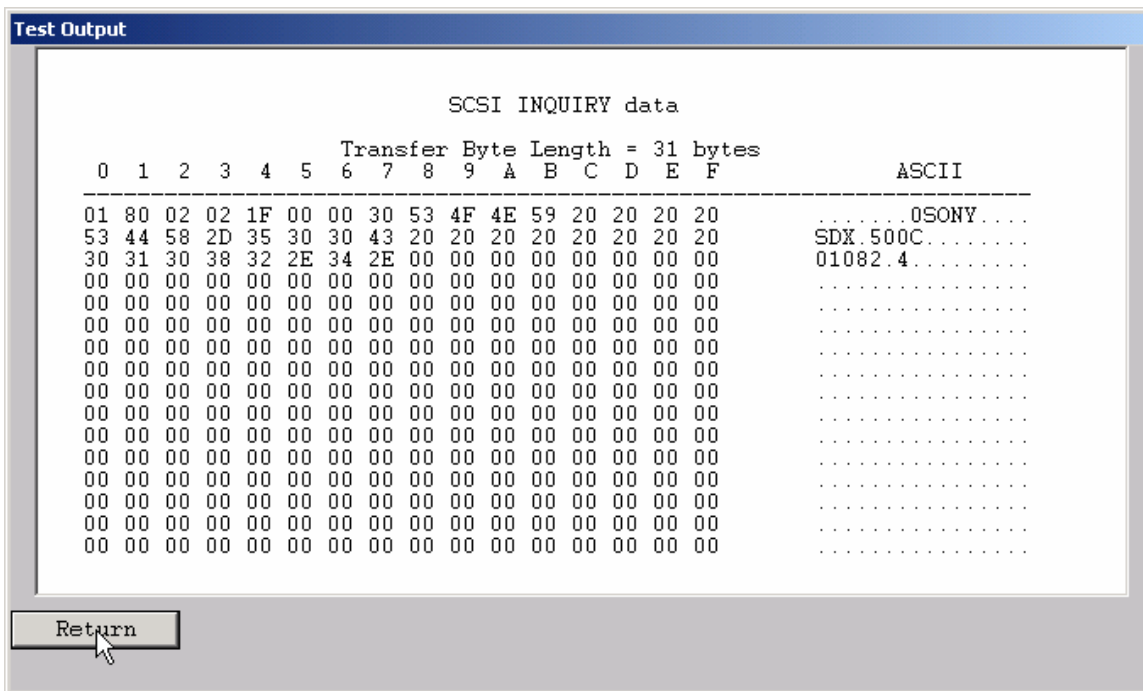 Test Output
SCSI INQUIRY data
Transfer Byte Length = 31 bytes
0 1 2 3 4 5 6 7 8 9 A B C D E F ASCII
01 80 02 02 1F 00 00 30 53 4F 4E 59 20 20 20 20 .......0SONY....
53 44 58 2D 35 30 30 43 20 20 20 20 20 20 20 20 SDX.500C........
30 31 30 38 32 2E 34 2E 00 00 00 00 00 00 00 00 01082.4.........
00 00 00 00 00 00 00 00 00 00 00 00 00 00 00 00 ................
00 00 00 00 00 00 00 00 00 00 00 00 00 00 00 00 ................
00 00 00 00 00 00 00 00 00 00 00 00 00 00 00 00 ................
00 00 00 00 00 00 00 00 00 00 00 00 00 00 00 00 ................
00 00 00 00 00 00 00 00 00 00 00 00 00 00 00 00 ................
00 00 00 00 00 00 00 00 00 00 00 00 00 00 00 00 ................
00 00 00 00 00 00 00 00 00 00 00 00 00 00 00 00 ................
00 00 00 00 00 00 00 00 00 00 00 00 00 00 00 00 ................
00 00 00 00 00 00 00 00 00 00 00 00 00 00 00 00 ................
00 00 00 00 00 00 00 00 00 00 00 00 00 00 00 00 ................
00 00 00 00 00 00 00 00 00 00 00 00 00 00 00 00 ................
00 00 00 00 00 00 00 00 00 00 00 00 00 00 00 00 ................
00 00 00 00 00 00 00 00 00 00 00 00 00 00 00 00 ................
Return